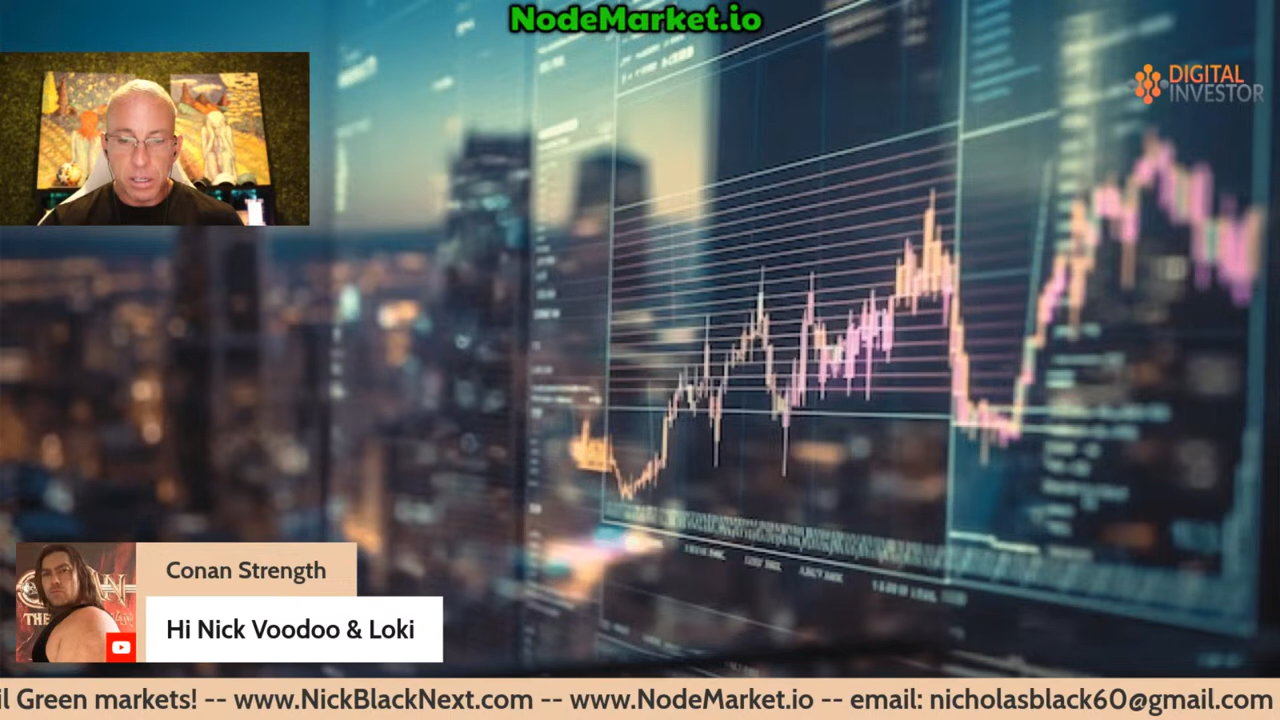 NodeMarket.io
DIGITAL
INVESTOR
Conan Strength
Hi Nick Voodoo & Loki
Green markets! -- www.NickBlackNext.com -- www.NodeMarket.io -- email: nicholasblack60@gmail.com